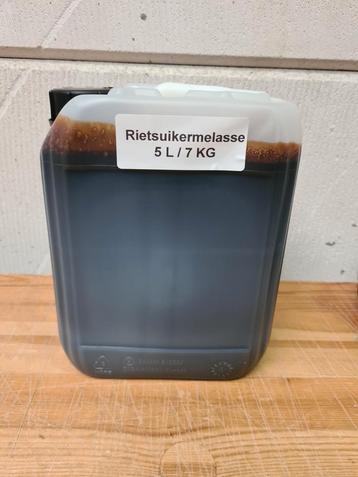 Rietsuikermelasse
5 L / 7 KG